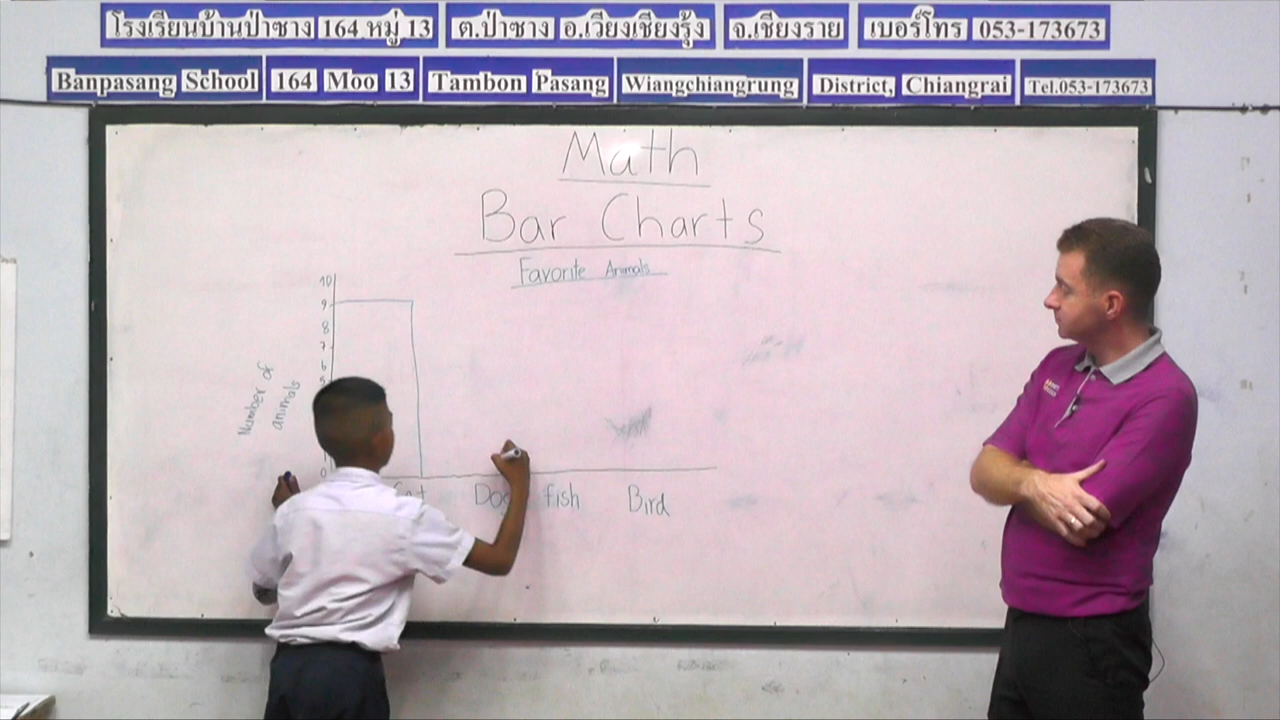 โรงเรียนบ้านป่าซาง 164 หมู่ 13 ต.ป่าซาง อ.เวียงเชียงรุ้ง จ.เชียงราย เบอร์โทร 053-173673
Banpasang School 164 Moo 13 Tambon Pasang Wiangchiangrung District, Chiangrai Tel.053-173673
Math
Bar Charts
Favorite Animals
10
9
8
7
6
Number of
animals
1
0
Dog fish Bird